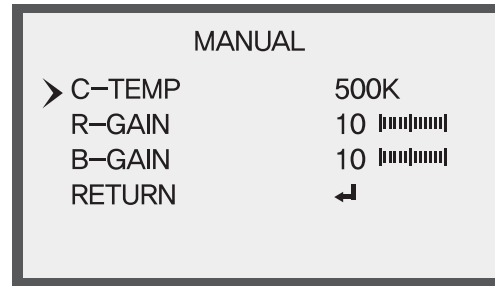 MANUAL
C-TEMP 500K
R-GAIN 10
B-GAIN 10
RETURN ↵